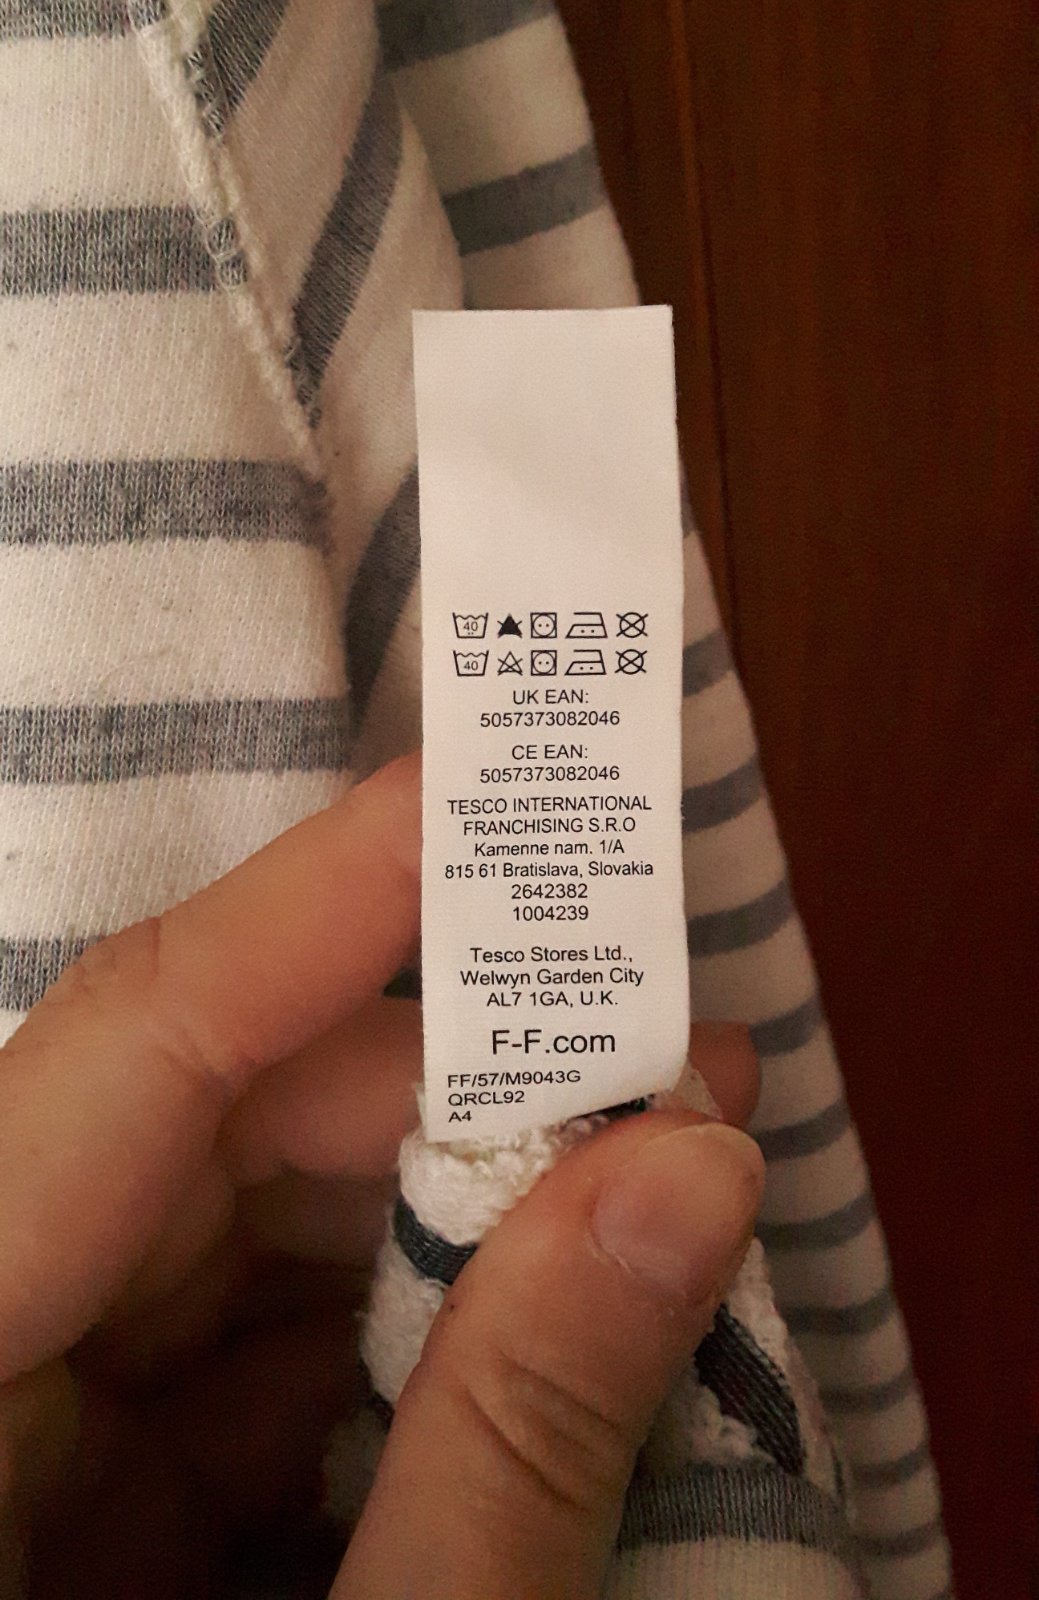 40
40
UK EAN:
5057373082046
CE EAN:
5057373082046
TESCO INTERNATIONAL
FRANCHISING S.R.O
Kamenne nam. 1/A
815 61 Bratislava, Slovakia
2642382
1004239
Tesco Stores Ltd.,
Welwyn Garden City
AL7 1GA, U.K.
F-F.com
FF/57/M9043G
QRCL92
A4